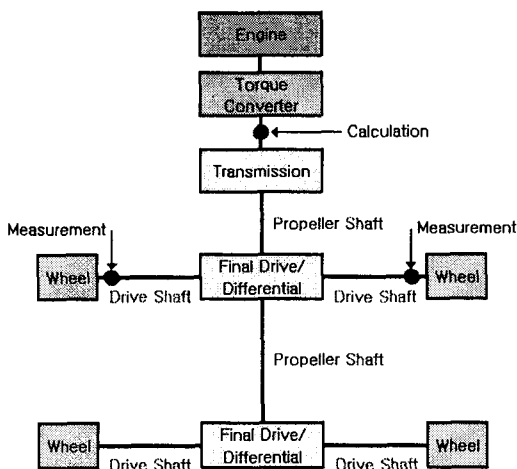 Engine
Torque
Converter
Calculation
Transmission
Propeller Shaft
Measurement
Measurement
Wheel
Final Drive/
Differential
Wheel
Drive Shaft
Drive Shaft
Propeller Shaft
Wheel
Final Drive/
Differential
Wheel
Drive Shaft
Drive Shaft